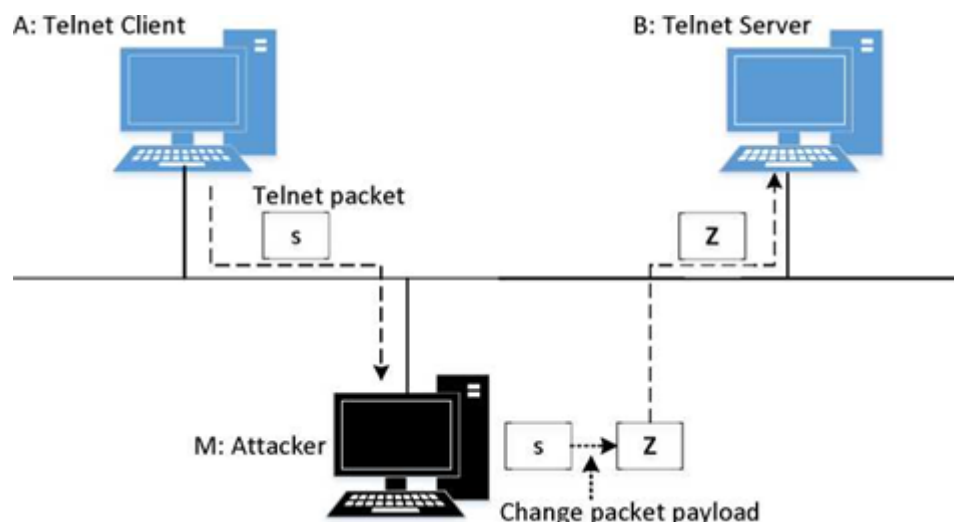 A: Telnet Client
B: Telnet Server
Telnet packet
s
Z
M: Attacker
s
Z
Change packet payload